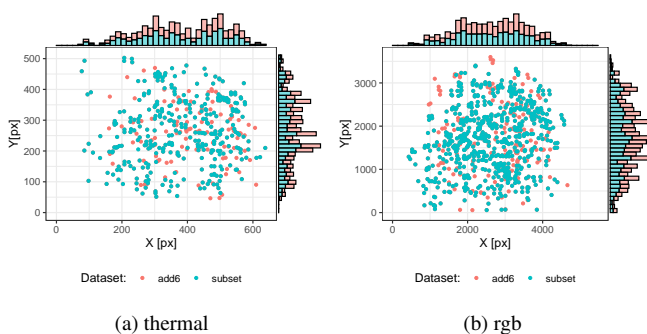 500
400
300
200
100
0
Y[px]
0
200
400
600
X [px]
Dataset:
add6
subset
(a) thermal
3000
2000
1000
0
Y[px]
0
2000
4000
X [px]
Dataset:
add6
subset
(b) rgb